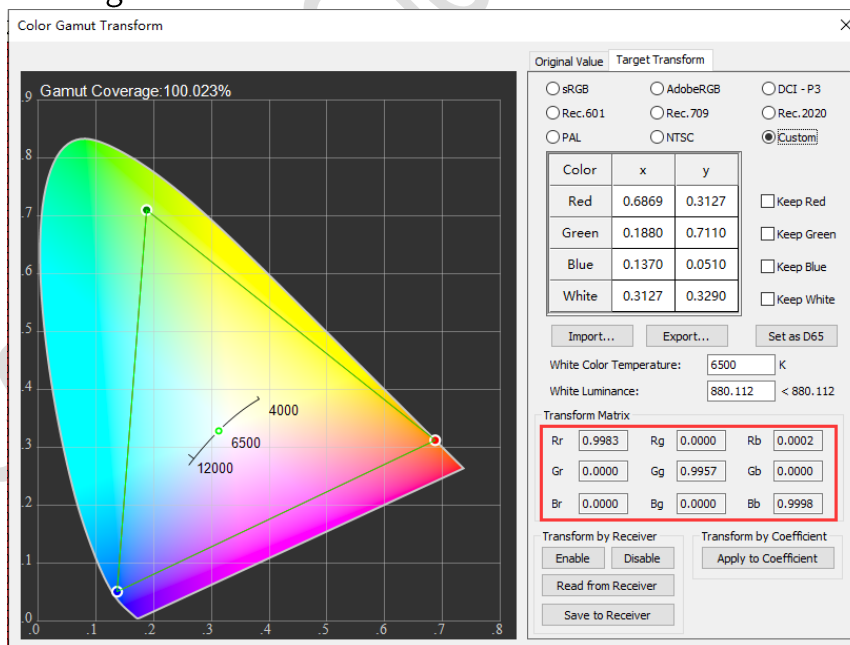 Color Gamut Transform
Gamut Coverage:100.023%
.9
.8
.7
.6
.5
.4
.3
.2
.1
.0
.0 .1 .2 .3 .4 .5 .6 .7 .8
4000
6500
12000
Original Value Target Transform
sRGB AdobeRGB DCI - P3
Rec.601 Rec.709 Rec.2020
PAL NTSC Custom
Color x y
Red 0.6869 0.3127 Keep Red
Green 0.1880 0.7110 Keep Green
Blue 0.1370 0.0510 Keep Blue
White 0.3127 0.3290 Keep White
Import... Export... Set as D65
White Color Temperature: 6500 K
White Luminance: 880.112 < 880.112
Transform Matrix
Rr 0.9983 Rg 0.0000 Rb 0.0002
Gr 0.0000 Gg 0.9957 Gb 0.0000
Br 0.0000 Bg 0.0000 Bb 0.9998
Transform by Receiver Transform by Coefficient
Enable Disable Apply to Coefficient
Read from Receiver
Save to Receiver